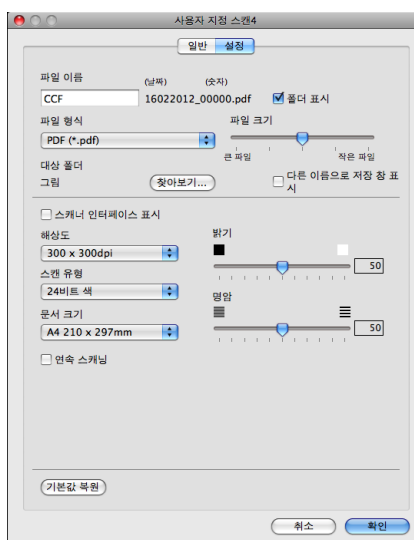 사용자 지정 스캔4
일반 설정
파일 이름 (날짜) (숫자)
CCF 16022012_00000.pdf 폴더 표시
파일 형식 파일 크기
PDF (*.pdf)
큰 파일 작은 파일
대상 폴더
그림 찾아보기... 다른 이름으로 저장 창 표
시
스캐너 인터페이스 표시
해상도 밝기
300 x 300dpi
50
스캔 유형
24비트 색
명암
문서 크기
A4 210 x 297mm 50
연속 스캐닝
기본값 복원
취소 확인